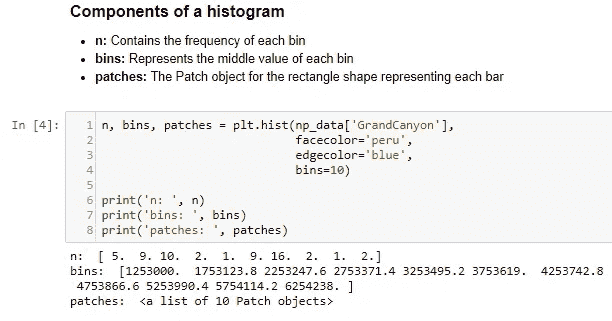 Components of a histogram
• n: Contains the frequency of each bin
• bins: Represents the middle value of each bin
• patches: The Patch object for the rectangle shape representing each bar
In [4]:
1 n, bins, patches = plt.hist(np_data['GrandCanyon'],
2 facecolor='peru',
3 edgecolor='blue',
4 bins=10)
5
6 print('n: ', n)
7 print('bins: ', bins)
8 print('patches: ', patches)
n:  [ 5.  9. 10.  2.  1.  9. 16.  2.  1.  2.]
bins:  [1253000.  1753123.8 2253247.6 2753371.4 3253495.2 3753619.  4253742.8
 4753866.6 5253990.4 5754114.2 6254238. ]
patches:  <a list of 10 Patch objects>